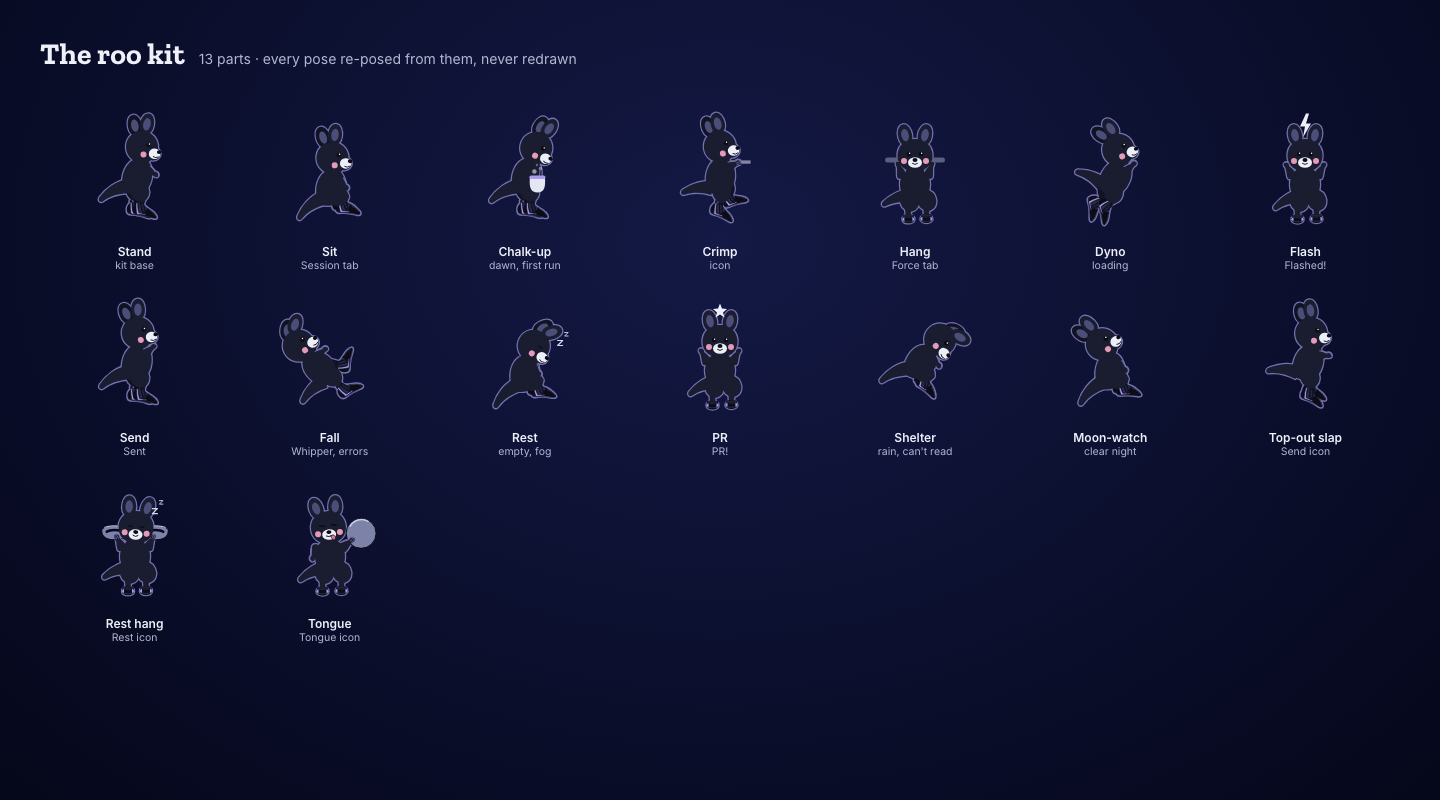 The roo kit 13 parts · every pose re-posed from them, never redrawn
Stand
kit base
Sit
Session tab
Chalk-up
dawn, first run
Crimp
icon
Hang
Force tab
Dyno
loading
Flash
Flashed!
Send
Sent
Fall
Whipper, errors
z
z
Rest
empty, fog
PR
PR!
Shelter
rain, can't read
Moon-watch
clear night
Top-out slap
Send icon
z
z
Rest hang
Rest icon
Tongue
Tongue icon